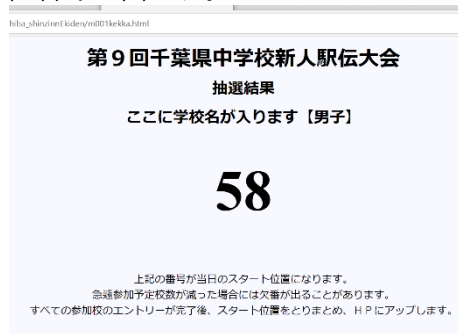 hiba_shinzinnEkiden/m001kekka.html
第９回千葉県中学校新人駅伝大会
抽選結果
ここに学校名が入ります【男子】
58
上記の番号が当日のスタート位置になります。
急遽参加予定校数が減った場合には欠番が出ることがあります。
すべての参加校のエントリーが完了後、スタート位置をとりまとめ、ＨＰにアップします。